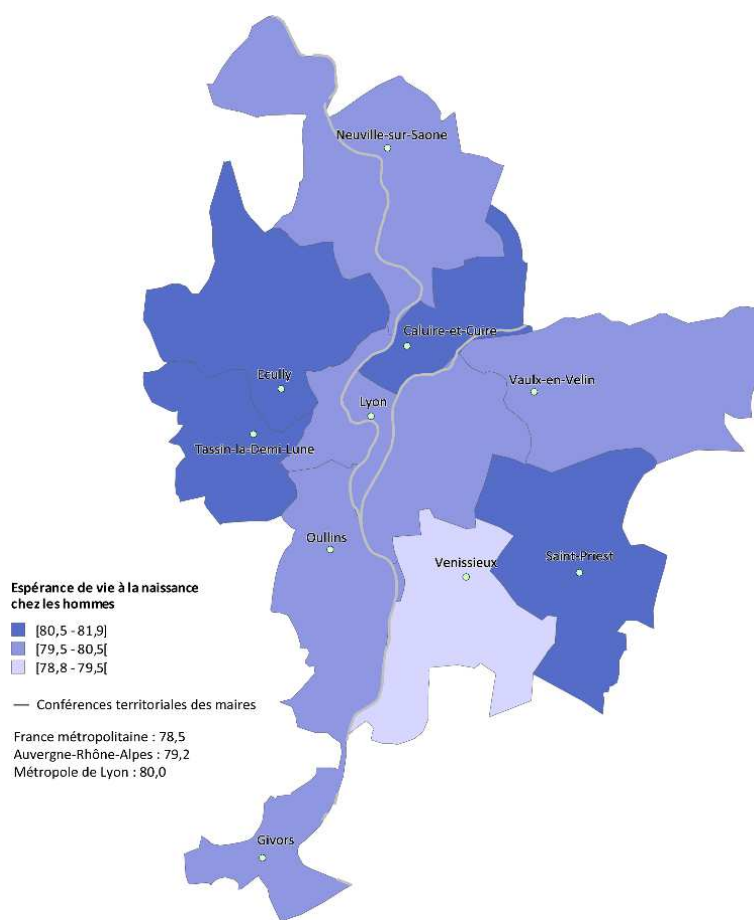 Neuville-sur-Saone
Caluire-et-Cuire
Ecully
Vaulx-en-Velin
Lyon
Tassin-la-Demi-Lune
Oullins
Venissieux
Saint-Priest
Espérance de vie à la naissance
chez les hommes
[80,5 - 81,9]
[79,5 - 80,5[
[78,8 - 79,5[
Conférences territoriales des maires
France métropolitaine : 78,5
Auvergne-Rhône-Alpes : 79,2
Métropole de Lyon : 80,0
Givors